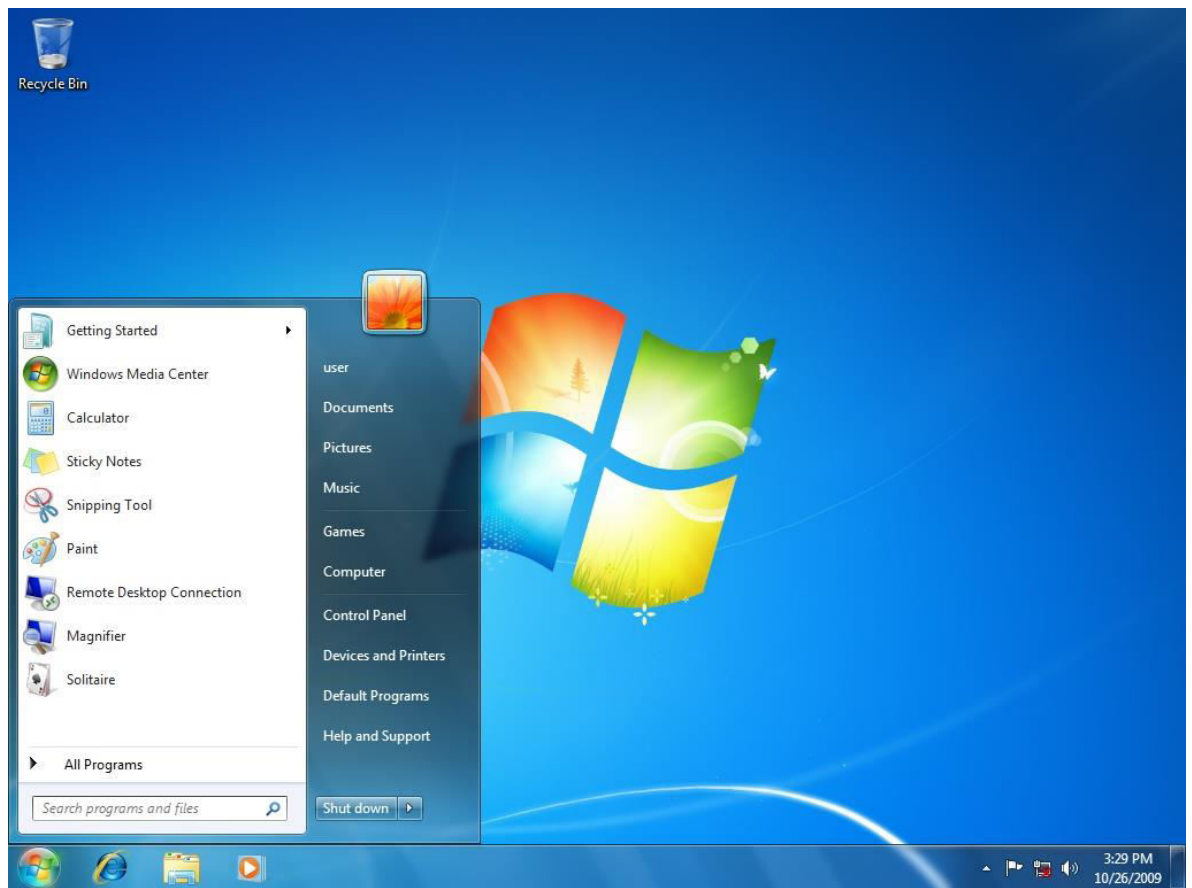 Recycle Bin
Getting Started
Windows Media Center
Calculator
Sticky Notes
Snipping Tool
Paint
Remote Desktop Connection
Magnifier
Solitaire
All Programs
Search programs and files
user
Documents
Pictures
Music
Games
Computer
Control Panel
Devices and Printers
Default Programs
Help and Support
Shut down
3:29 PM
10/26/2009